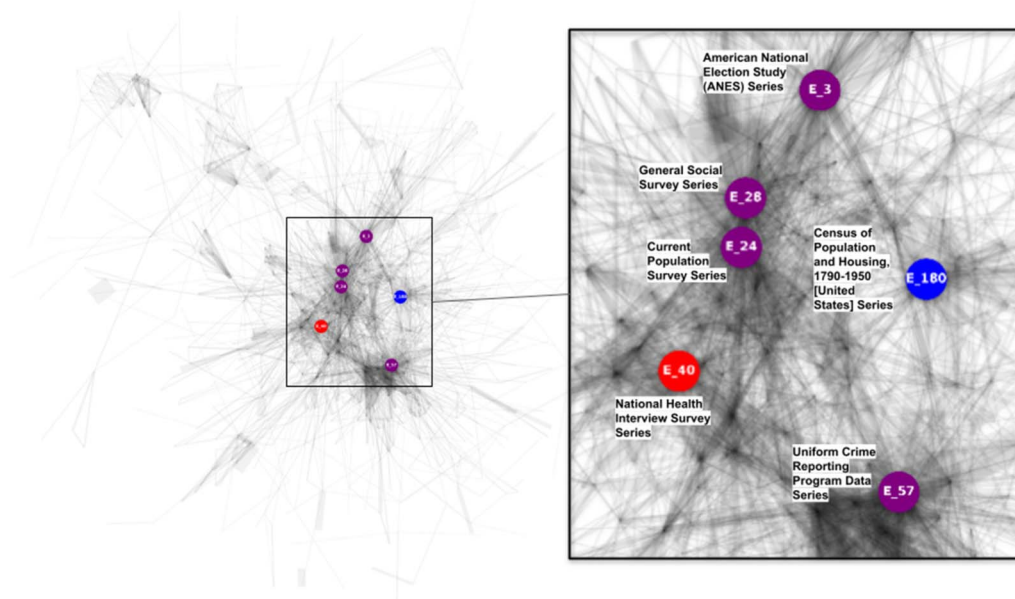 American National
Election Study
(ANES) Series
E_3
General Social
Survey Series
E_28
Current
Population
Survey Series
E_24
Census of
Population
and Housing,
1790-1950
[United
States] Series
E_180
E_40
National Health
Interview Survey
Series
Uniform Crime
Reporting
Program Data
Series
E_57